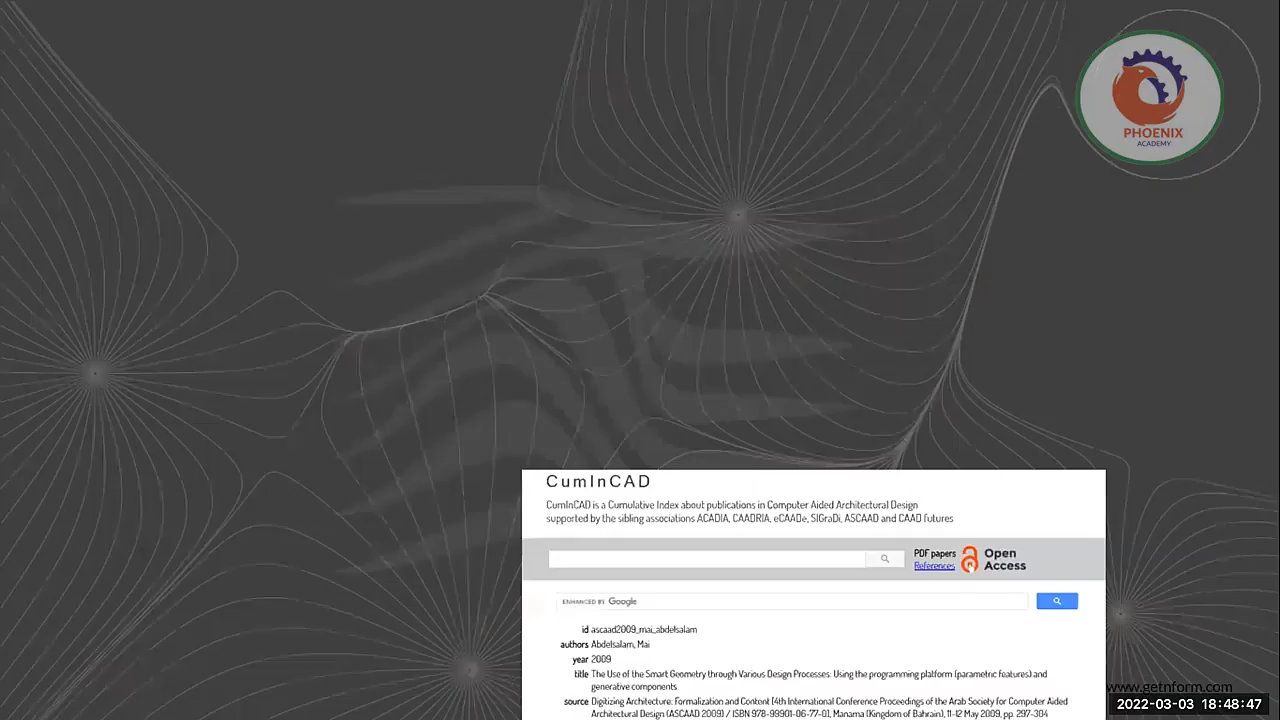 PHOENIX
ACADEMY
CumInCAD
CumInCAD is a Cumulative Index about publications in Computer Aided Architectural Design
supported by the sibling associations ACADIA, CAADRIA, eCAADe, SIGraDi, ASCAAD and CAAD futures
PDF papers
References
Open
Access
ENHANCED BY Google
id ascaad2009_mai_abdelsalam
authors Abdelsalam, Mai
year 2009
title The Use of the Smart Geometry through Various Design Processes: Using the programming platform (parametric features) and
generative components
source Digitizing Architecture: Formalization and Content [4th International Conference Proceedings of the Arab Society for Computer Aided
Architectural Design (ASCAAD 2009) / ISBN 978-99901-06-77-0], Manama (Kingdom of Bahrain), 11-12 May 2009, pp. 297-304
www.getnform.com
2022-03-03 18:48:47